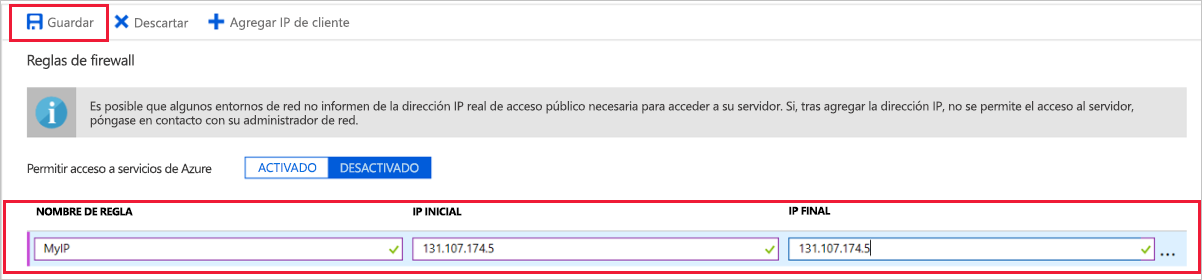 Guardar Descartar Agregar IP de cliente
Reglas de firewall
Es posible que algunos entornos de red no informen de la dirección IP real de acceso público necesaria para acceder a su servidor. Si, tras agregar la dirección IP, no se permite el acceso al servidor,
póngase en contacto con su administrador de red.
Permitir acceso a servicios de Azure ACTIVADO DESACTIVADO
NOMBRE DE REGLA IP INICIAL IP FINAL
MyIP 131.107.174.5 131.107.174.5 ...